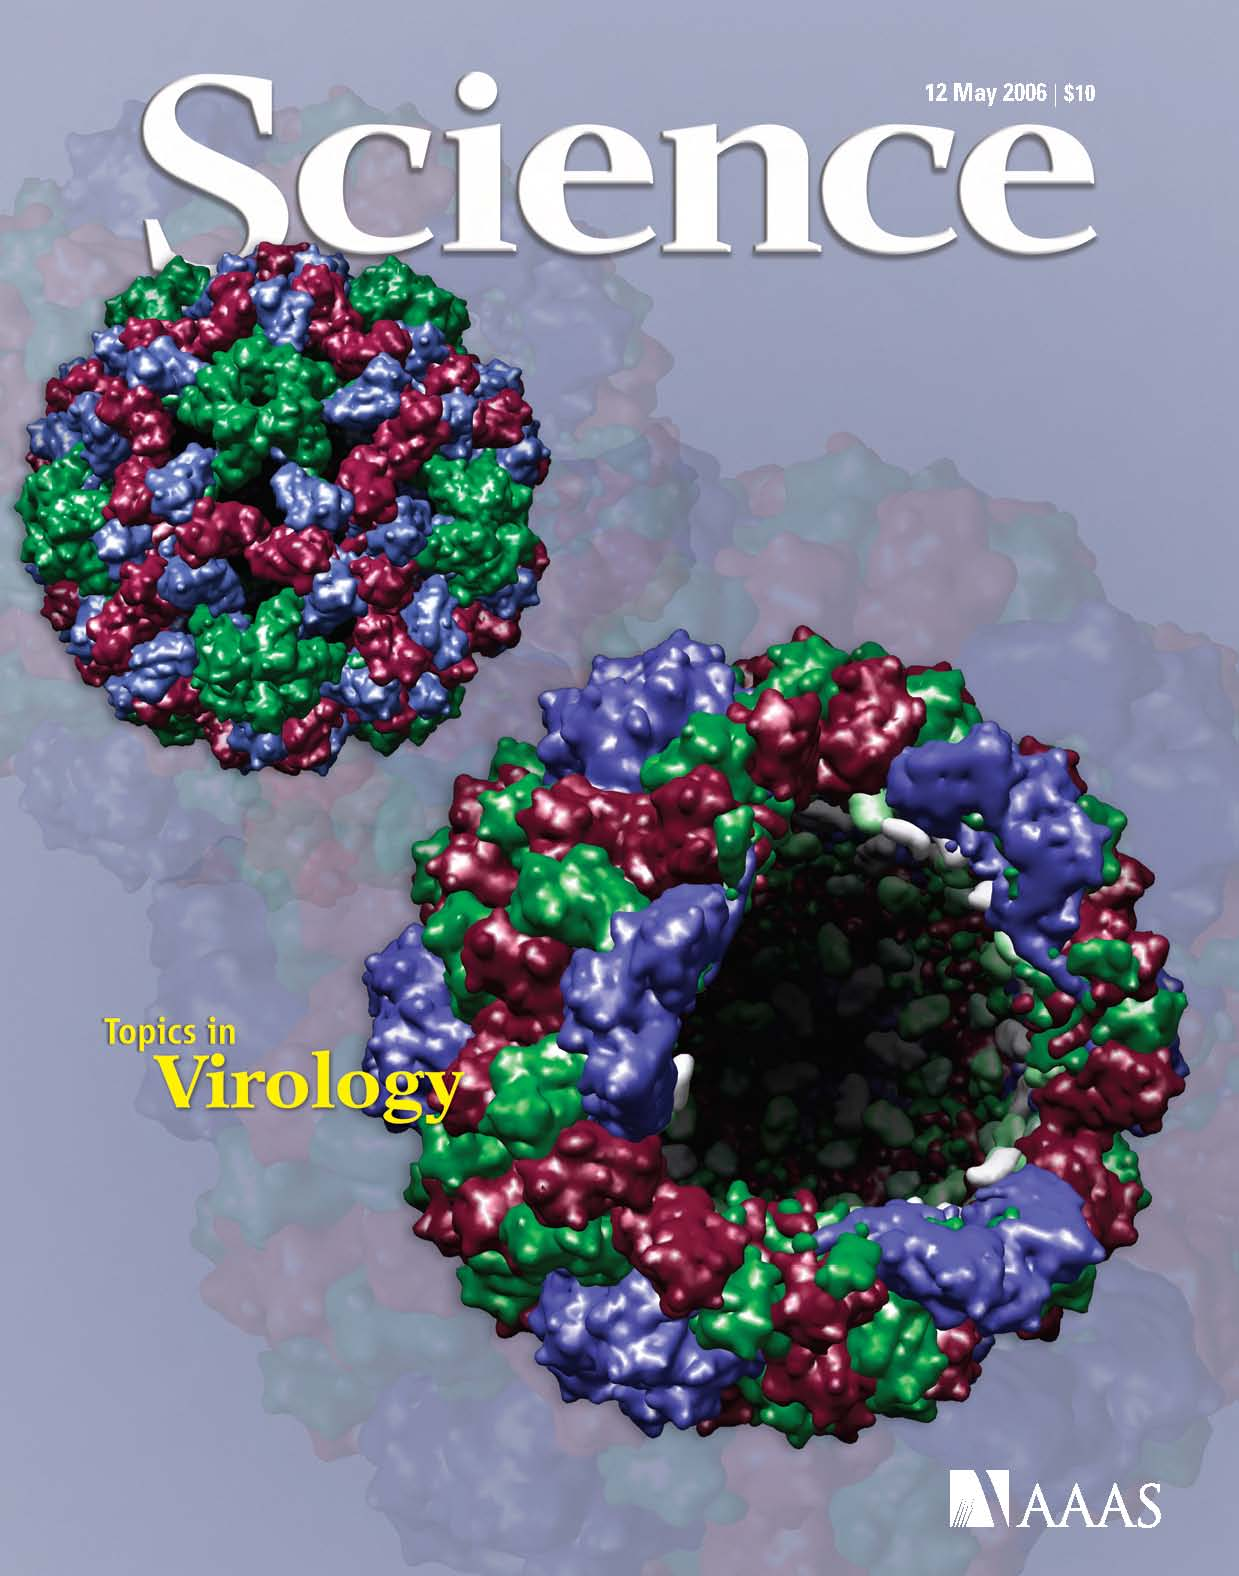 12 May 2006 | $10
Science
Topics in
Virology
AAAS